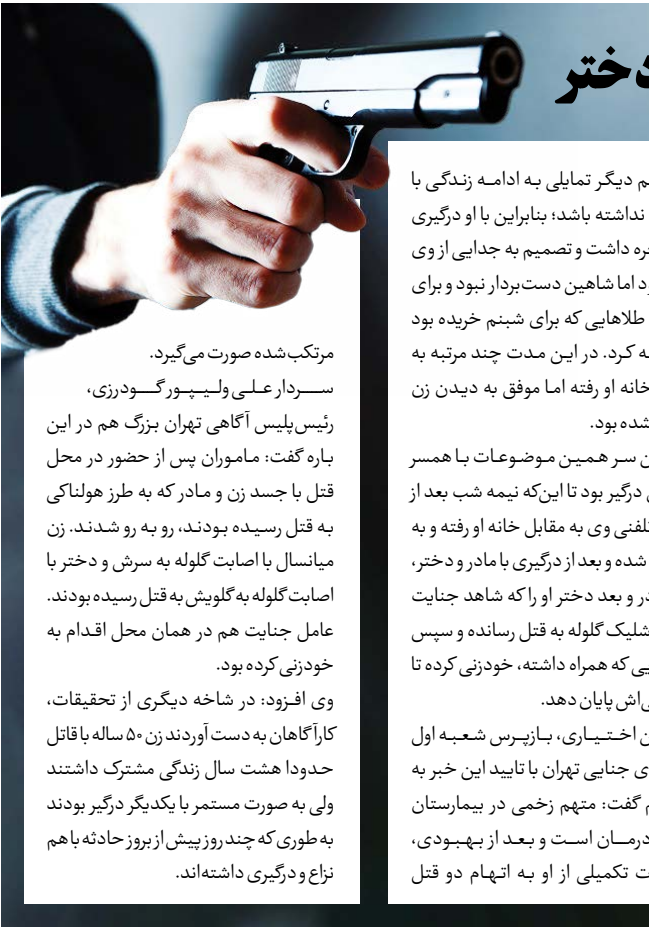 دختر
دیگر تمایلی به ادامه زندگی با
نداشته باشد؛ بنابراین با او درگیری
داشت و تصمیم به جدایی از وی
اما شاهین دست‌بردار نبود و برای
طلاهایی که برای شبنم خریده بود
کرد. در این مدت چند مرتبه به
خانه او رفته اما موفق به دیدن زن
شده بود.
سر همین موضوعات با همسر
درگیر بود تا این‌که نیمه شب بعد از
وی به مقابل خانه او رفته و به
شده و بعد از درگیری با مادر و دختر،
و بعد دختر او را که شاهد جنایت
شلیک گلوله به قتل رسانده و سپس
که همراه داشته، خودزنی کرده تا
پایان دهد.
اختیاری، بازپرس شعبه اول
جنایی تهران با تایید این خبر به
گفت: متهم زخمی در بیمارستان
درمان است و بعد از بهبودی،
تکمیلی از او به اتهام دو قتل
مرتکب‌شده صورت می‌گیرد.
سردار علی ولیپور گودرزی،
رئیس‌پلیس آگاهی تهران بزرگ هم در این
باره گفت: ماموران پس از حضور در محل
قتل با جسد زن و مادر که به طرز هولناکی
به قتل رسیده بودند، رو به رو شدند. زن
میانسال با اصابت گلوله به سرش و دختر با
اصابت گلوله به گلویش به قتل رسیده بودند.
عامل جنایت هم در همان محل اقدام به
خودزنی کرده بود.
وی افزود: در شاخه دیگری از تحقیقات،
کارآگاهان به دست آوردند زن ۵۰ ساله با قاتل
حدودا هشت سال زندگی مشترک داشتند
ولی به صورت مستمر با یکدیگر درگیر بودند
به‌طوری که چند روز پیش از بروز حادثه باهم
نزاع و درگیری داشته‌اند.